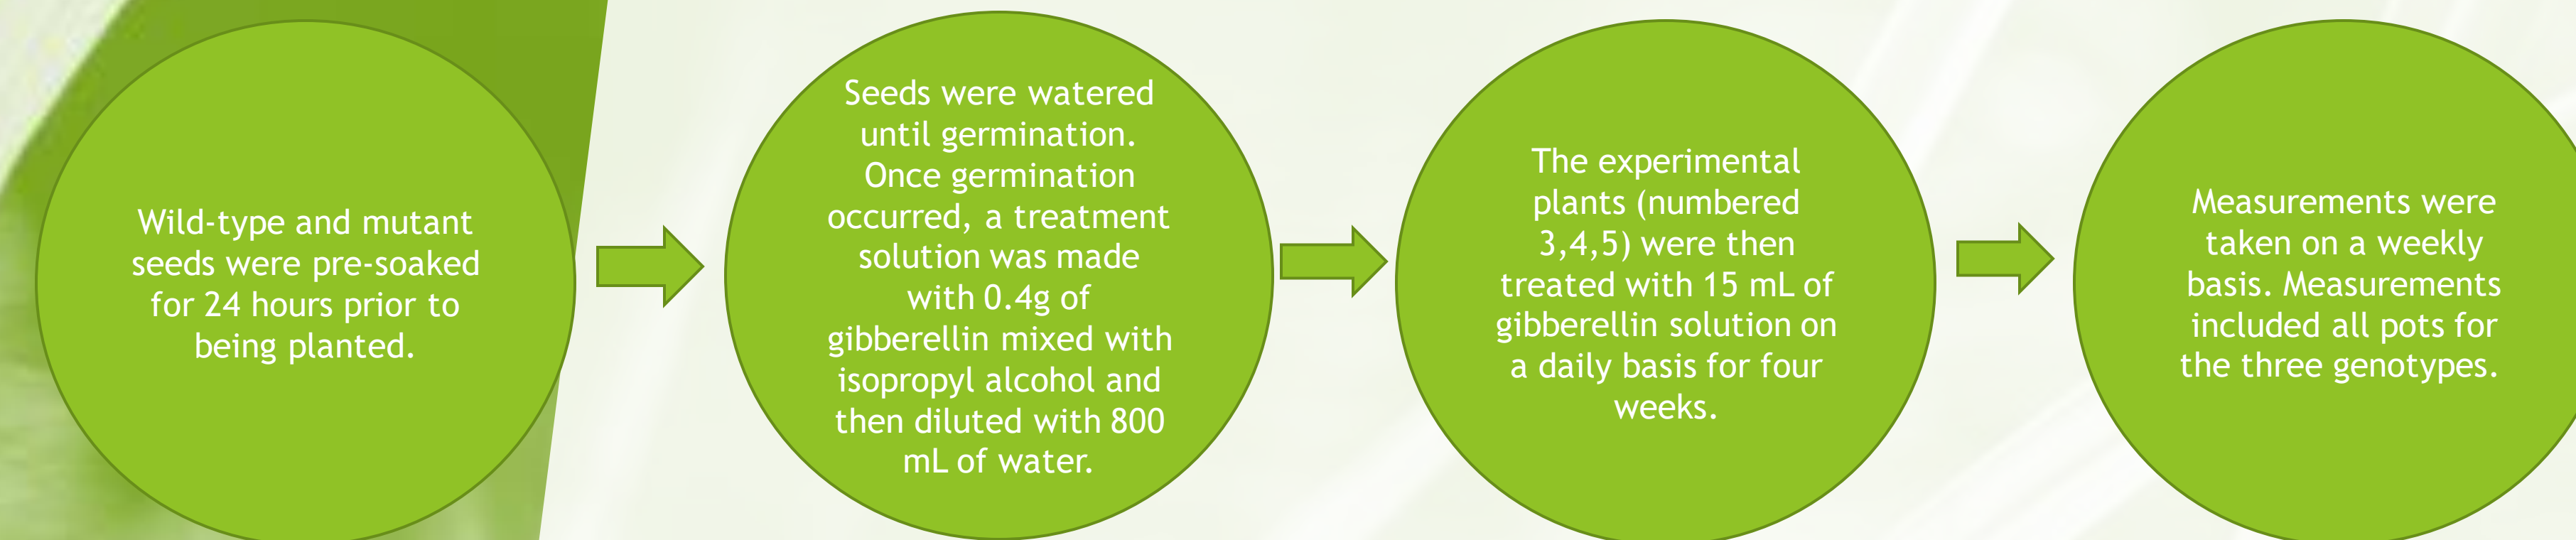 Wild-type and mutant
seeds were pre-soaked
for 24 hours prior to
being planted.
Seeds were watered
until germination.
Once germination
occurred, a treatment
solution was made
with 0.4g of
gibberellin mixed with
isopropyl alcohol and
then diluted with 800
mL of water.
The experimental
plants (numbered
3,4,5) were then
treated with 15 mL of
gibberellin solution on
a daily basis for four
weeks.
Measurements were
taken on a weekly
basis. Measurements
included all pots for
the three genotypes.